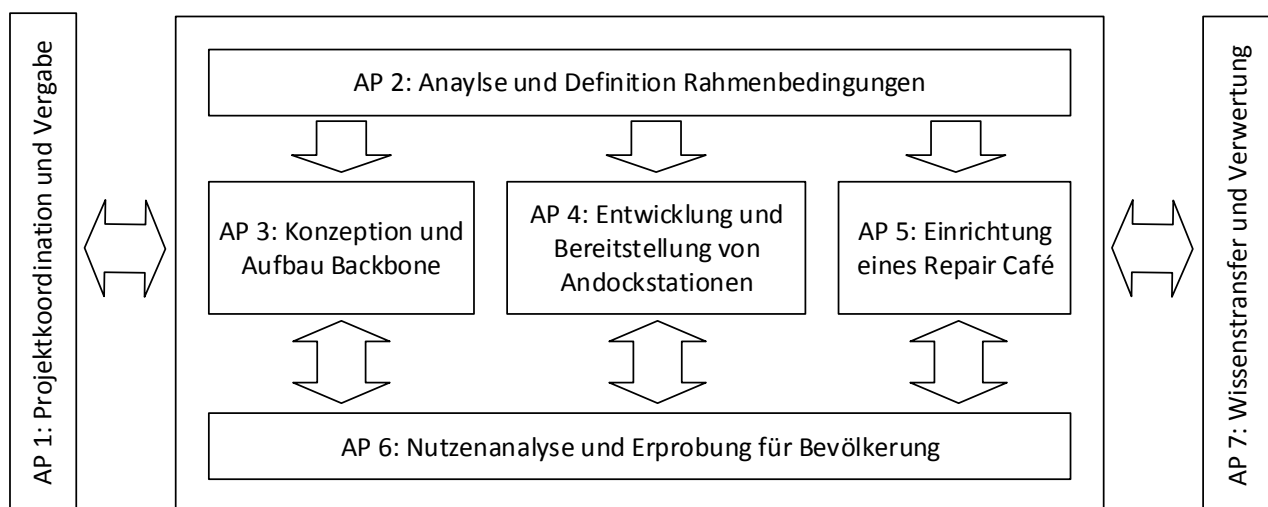 AP 1: Projektkoordination und Vergabe
AP 2: Anaylse und Definition Rahmenbedingungen
AP 3: Konzeption und
Aufbau Backbone
AP 4: Entwicklung und
Bereitstellung von
Andockstationen
AP 5: Einrichtung
eines Repair Café
AP 6: Nutzenanalyse und Erprobung für Bevölkerung
AP 7: Wissenstransfer und Verwertung